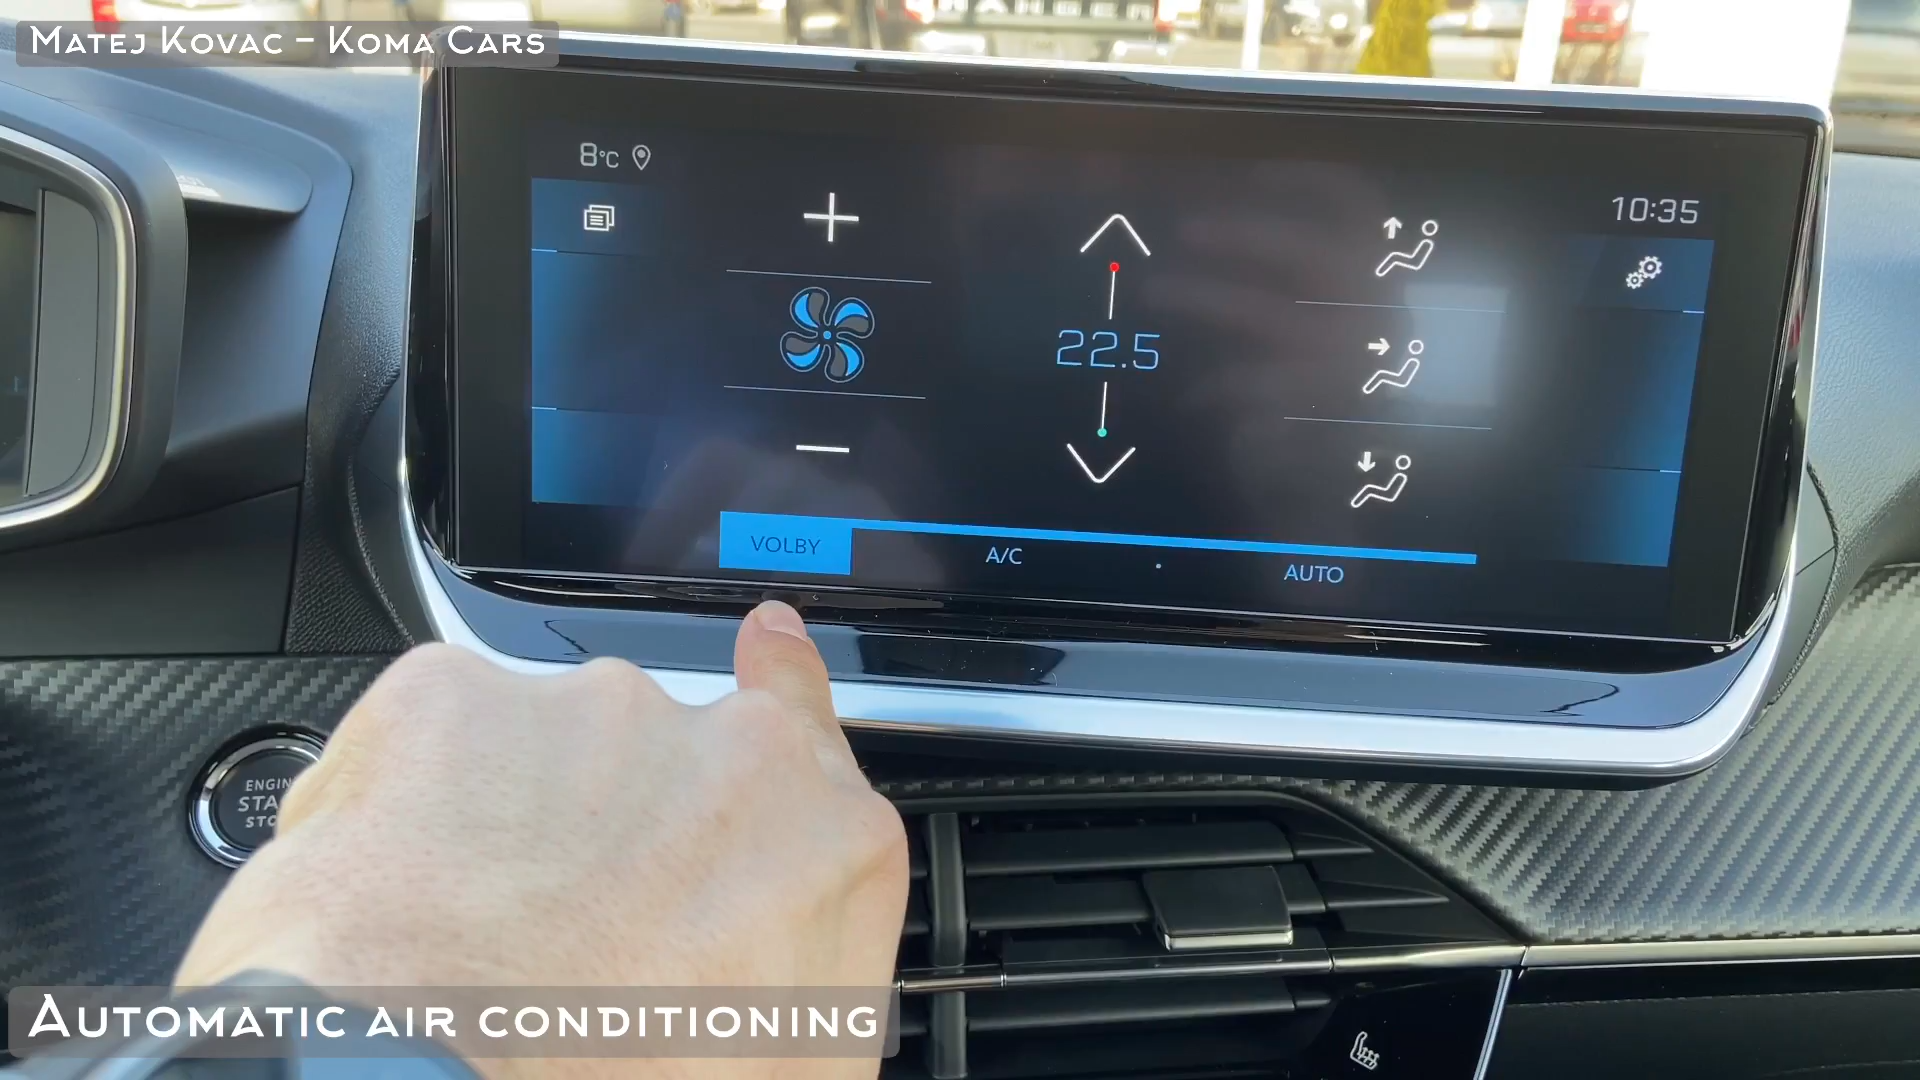 Matej Kovac - Koma Cars
8°C
10:35
22.5
VOLBY
A/C
AUTO
Automatic air conditioning